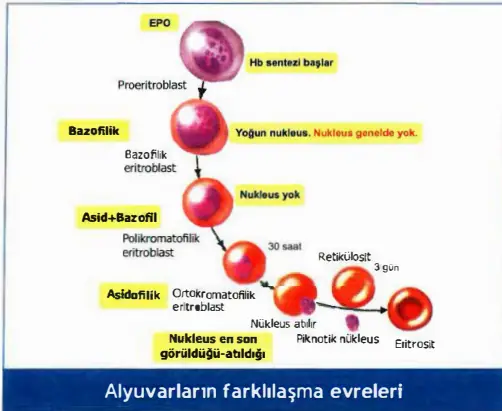 EPO
Hb sentezi başlar
Proeritroblast
Bazofilik
Yoğun nukleus. Nukleus genelde yok.
Bazofilik
eritroblast
Nukleus yok
Asid+Bazofil
Polikromatofilik
eritroblast
30 saat
Retikülosit
3 gün
Asidofilik
Ortokromatofilik
eritroblast
Nükleus atılır
Piknotik nükleus
Eritrosit
Nukleus en son
görüldüğü-atıldığı
Alyuvarların farklılaşma evreleri